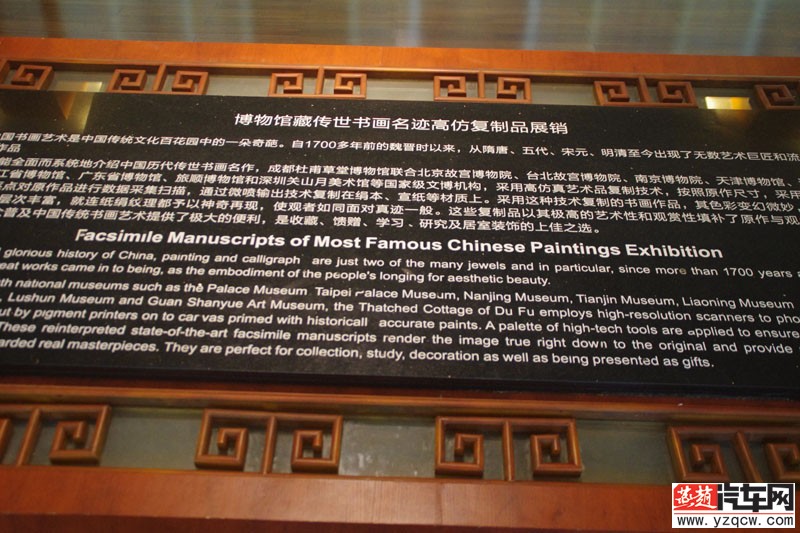 博物馆藏传世书画名迹高仿复制品展销
国书画艺术是中国传统文化百花园中的一朵奇葩。自1700多年前的魏晋时以来，从隋唐、五代、宋元、明清至今出现了无数艺术巨匠和流
作品
能全面而系统地介绍中国历代传世书画名作，成都杜甫草堂博物馆联合北京故宫博物院、台北故宫博物院、南京博物院、天津博物馆、
江省博物馆、广东省博物馆、旅顺博物馆和深圳关山月美术馆等国家级文博机构，采用高仿真艺术品复制技术，按照原作尺寸，采用
点对原作品进行数据采集扫描，通过微喷输出技术复制在绢本、宣纸等材质上。采用这种技术复制的书画作品，其色彩变幻微妙、
层次丰富，就连纸绢纹理都予以神奇再现，使观者如同面对真迹一般。这些复制品以其极高的艺术性和观赏性填补了原作与观
普及中国传统书画艺术提供了极大的便利，是收藏、馈赠、学习、研究及居室装饰的上佳之选。
Facsimile Manuscripts of Most Famous Chinese Paintings Exhibition
glorious history of China, painting and calligraph are just two of the many jewels and in particular, since more than 1700 years a
eat works came in to being, as the embodiment of the people's longing for aesthetic beauty.
th national museums such as the Palace Museum Taipei Palace Museum, Nanjing Museum, Tianjin Museum, Liaoning Museum
, Lushun Museum and Guan Shanyue Art Museum, the Thatched Cottage of Du Fu employs high-resolution scanners to pho
ut by pigment printers on to car vas primed with historicall accurate paints. A palette of high-tech tools are applied to ensure
These reinterpreted state-of-the-art facsimile manuscripts render the image true right down to the original and provide
arded real masterpieces. They are perfect for collection, study, decoration as well as being presented as gifts.
燕赵汽车网
www.yzqcw.com